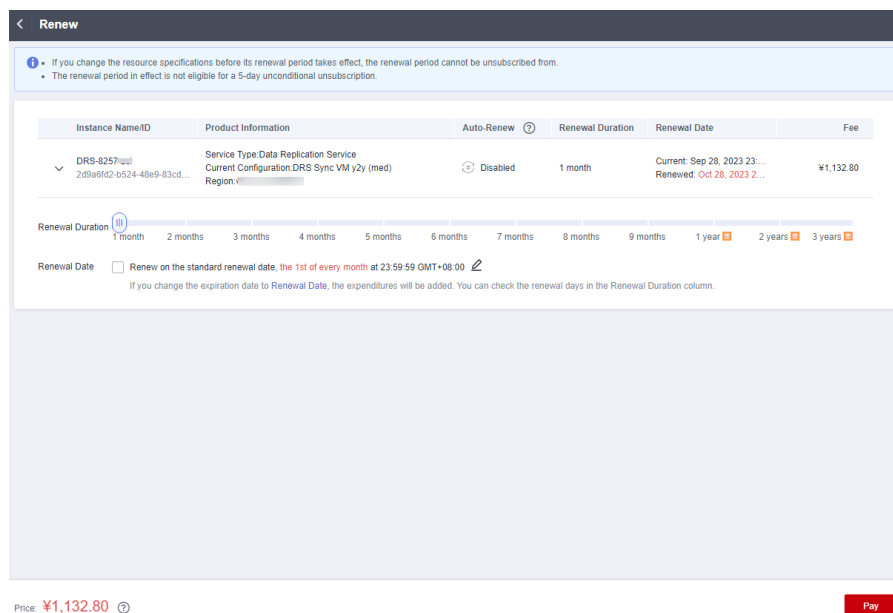 Renew
If you change the resource specifications before its renewal period takes effect, the renewal period cannot be unsubscribed from.
The renewal period in effect is not eligible for a 5-day unconditional unsubscription.
Instance Name/ID Product Information Auto-Renew Renewal Duration Renewal Date Fee
DRS-8257
2d9a6fd2-b524-48e9-83cd...
Service Type:Data Replication Service
Current Configuration:DRS Sync VM y2y (med)
Region:
Disabled
1 month
Current: Sep 28, 2023 23:...
Renewed: Oct 28, 2023 2...
¥1,132.80
Renewal Duration
1 month 2 months 3 months 4 months 5 months 6 months 7 months 8 months 9 months 1 year 2 years 3 years
Renewal Date Renew on the standard renewal date, the 1st of every month at 23:59:59 GMT+08:00
If you change the expiration date to Renewal Date, the expenditures will be added. You can check the renewal days in the Renewal Duration column.
Price: ¥1,132.80
Pay